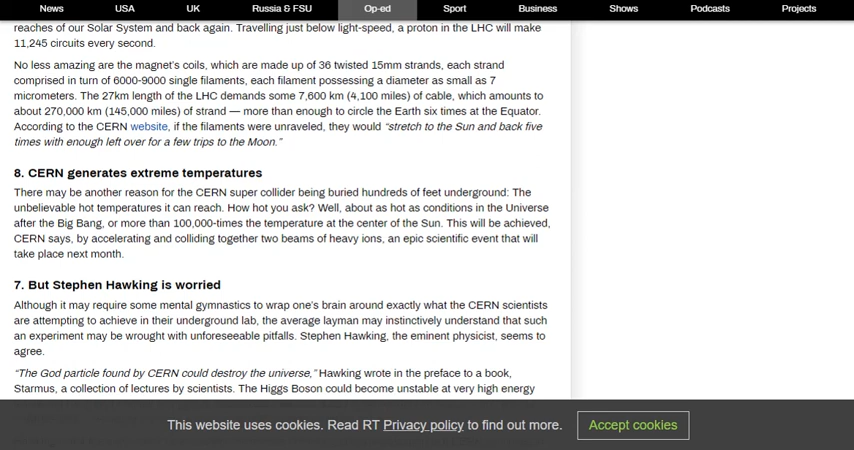 News USA UK Russia & FSU Op-ed Sport Business Shows Podcasts Projects
reaches of our Solar System and back again. Travelling just below light-speed, a proton in the LHC will make
11,245 circuits every second.
No less amazing are the magnet's coils, which are made up of 36 twisted 15mm strands, each strand
comprised in turn of 6000-9000 single filaments, each filament possessing a diameter as small as 7
micrometers. The 27km length of the LHC demands some 7,600 km (4,100 miles) of cable, which amounts to
about 270,000 km (145,000 miles) of strand — more than enough to circle the Earth six times at the Equator.
According to the CERN website, if the filaments were unraveled, they would “stretch to the Sun and back five
times with enough left over for a few trips to the Moon.”
8. CERN generates extreme temperatures
There may be another reason for the CERN super collider being buried hundreds of feet underground: The
unbelievable hot temperatures it can reach. How hot you ask? Well, about as hot as conditions in the Universe
after the Big Bang, or more than 100,000-times the temperature at the center of the Sun. This will be achieved,
CERN says, by accelerating and colliding together two beams of heavy ions, an epic scientific event that will
take place next month.
7. But Stephen Hawking is worried
Although it may require some mental gymnastics to wrap one's brain around exactly what the CERN scientists
are attempting to achieve in their underground lab, the average layman may instinctively understand that such
an experiment may be wrought with unforeseeable pitfalls. Stephen Hawking, the eminent physicist, seems to
agree.
“The God particle found by CERN could destroy the universe,” Hawking wrote in the preface to a book,
Starmus, a collection of lectures by scientists. The Higgs Boson could become unstable at very high energy
This website uses cookies. Read RT Privacy policy to find out more. Accept cookies